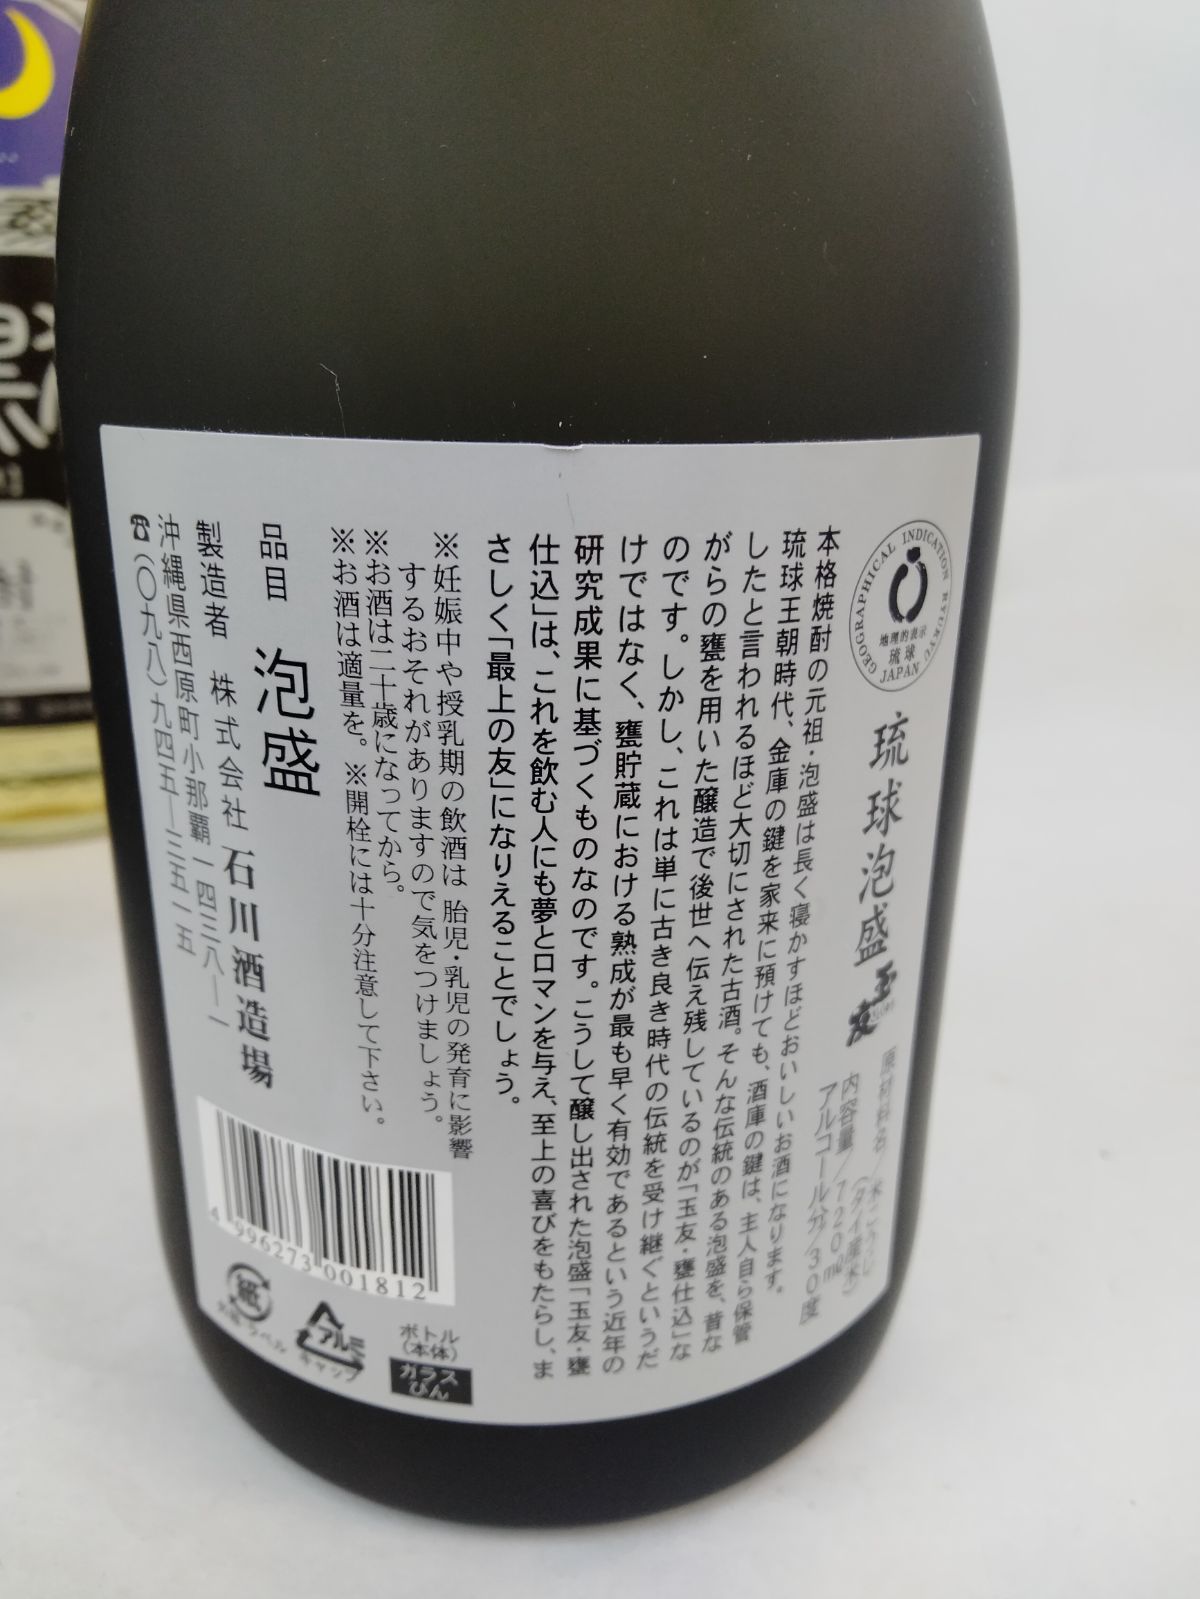 GEOGRAPHICAL INDICATION RYUKYU
地理的表示
琉球
JAPAN
琉球泡盛 玉友
原材料名/米こうじ
(タイ産米)
内容量/720ml
アルコール分/30度
本格焼酎の元祖・泡盛は長く寝かすほどおいしいお酒になります。
琉球王朝時代、金庫の鍵を家来に預けても、酒庫の鍵は、主人自ら保管
したと言われるほど大切にされた古酒。そんな伝統のある泡盛を、昔な
がらの甕を用いた醸造で後世へ伝え残しているのが「玉友・甕仕込」な
のです。しかし、これは単に古き良き時代の伝統を受け継ぐというだ
けではなく、甕貯蔵における熟成が最も早く有効であるという近年の
研究成果に基づくものなのです。こうして醸し出された泡盛「玉友・甕
仕込」は、これを飲む人にも夢とロマンを与え、至上の喜びをもたらし、ま
さしく「最上の友」になりえることでしょう。
※妊娠中や授乳期の飲酒は 胎児・乳児の発育に影響
するおそれがありますので気をつけましょう。
※お酒は二十歳になってから。
※お酒は適量を。※開栓には十分注意して下さい。
品目 泡盛
製造者 株式会社 石川酒造場
沖縄県西原町小那覇一四三八―一
☎(〇九八)九四五―三五一五
4 996273 001812
紙
外箱・ラベル
アルミ
キャップ
ボトル
(本体)
ガラス
びん